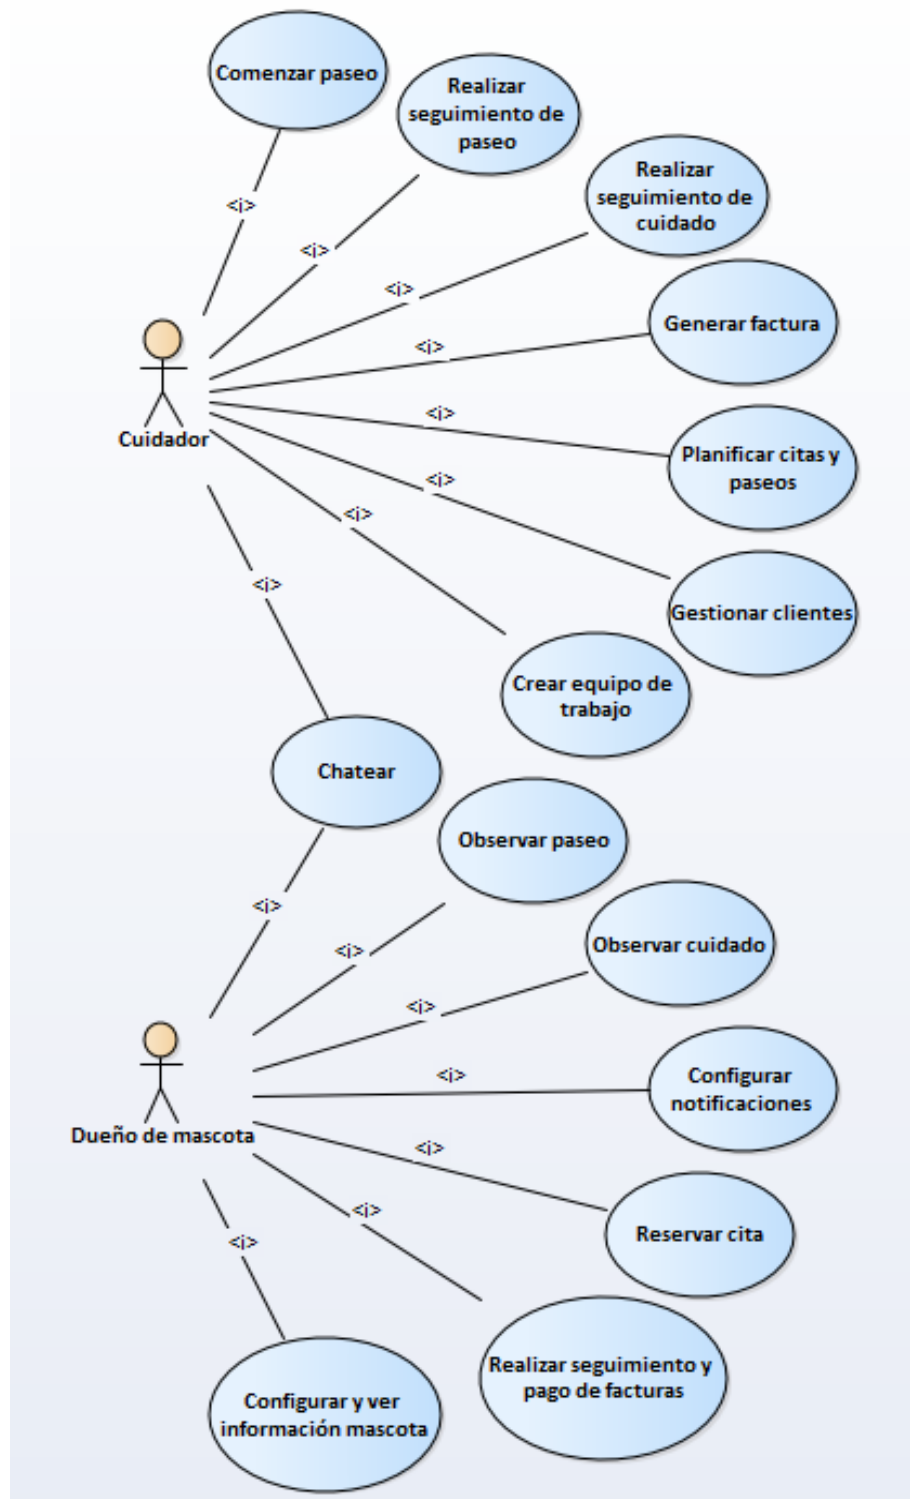 Comenzar paseo
Realizar
seguimiento de
paseo
<i>
Realizar
seguimiento de
cuidado
<i>
<i>
Generar factura
<i>
<i>
Cuidador
Planificar citas y
paseos
<i>
<i>
<i>
Gestionar clientes
Crear equipo de
trabajo
Chatear
Observar paseo
<i>
Observar cuidado
<i>
<i>
Configurar
notificaciones
<i>
Dueño de mascota
<i>
<i>
Reservar cita
<i>
Realizar seguimiento y
pago de facturas
Configurar y ver
información mascota